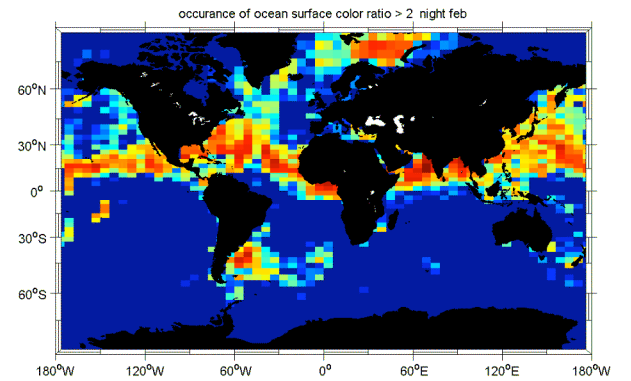 occurance of ocean surface color ratio > 2  night feb
60°N
30°N
0°
30°S
60°S
180°W 120°W 60°W 0° 60°E 120°E 180°W